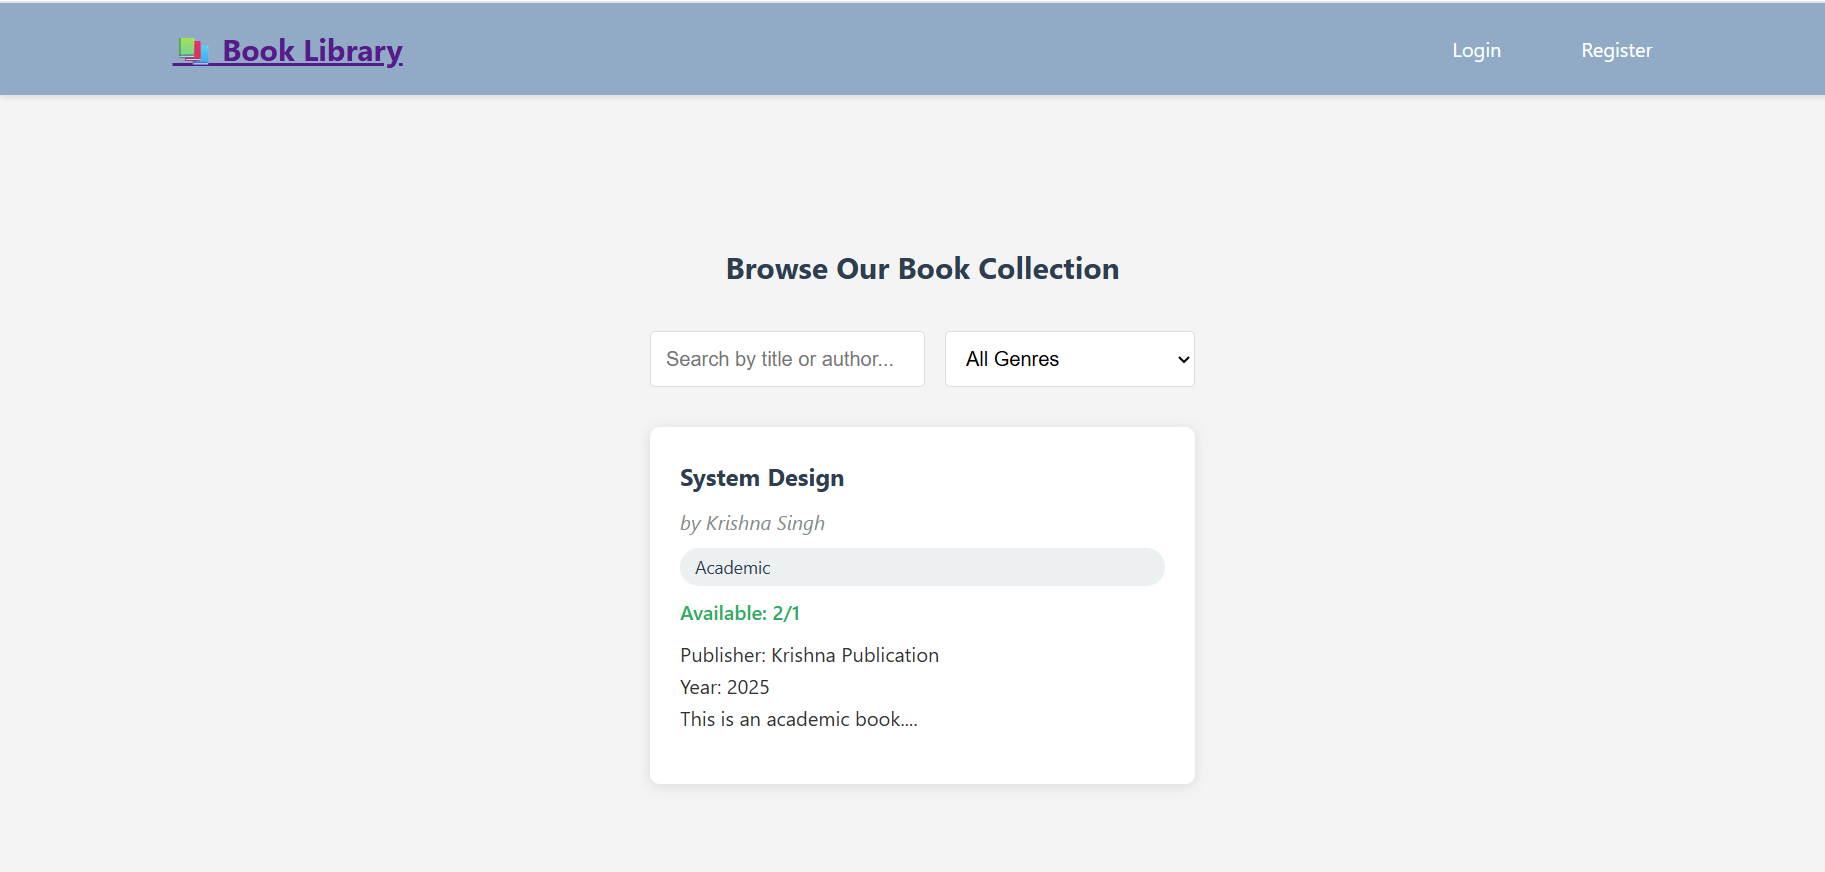 📚 Book Library
Login
Register
Browse Our Book Collection
Search by title or author...
All Genres
System Design
by Krishna Singh
Academic
Available: 2/1
Publisher: Krishna Publication
Year: 2025
This is an academic book....